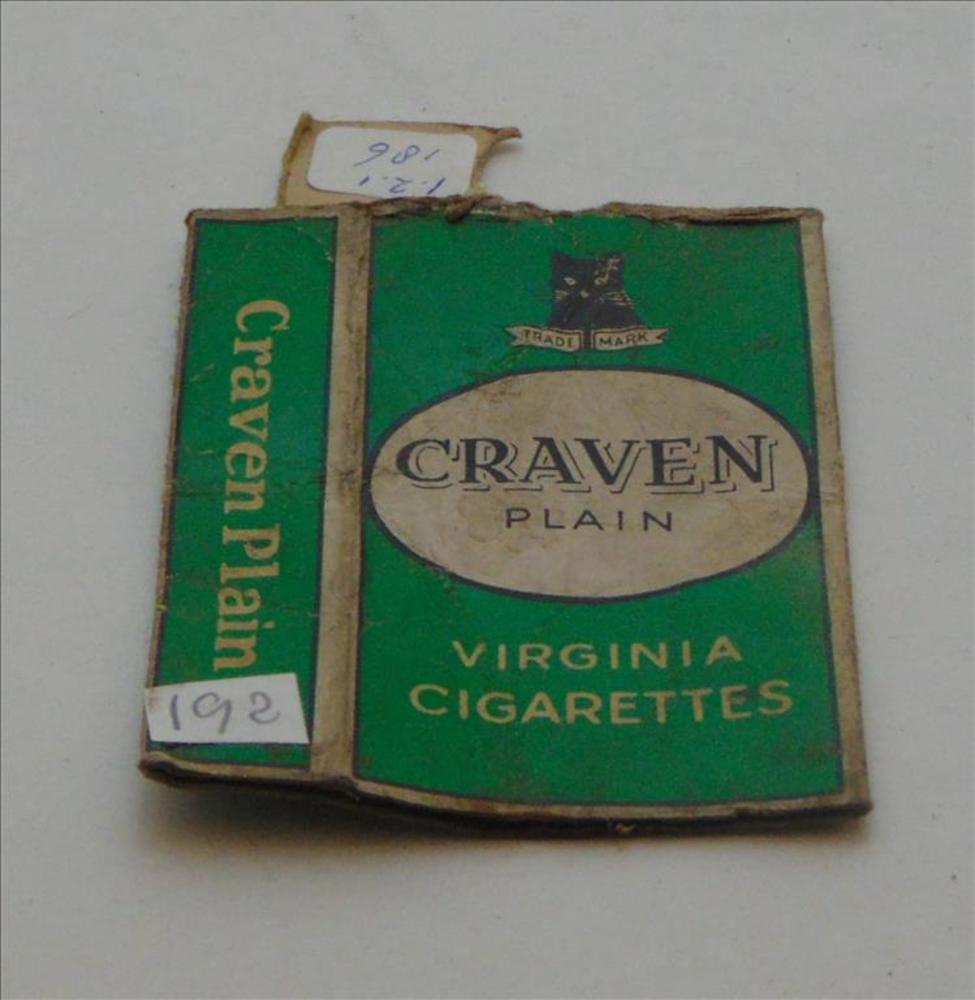 186
1-2-1
TRADE MARK
CRAVEN
PLAIN
VIRGINIA
CIGARETTES
Craven Plain
192